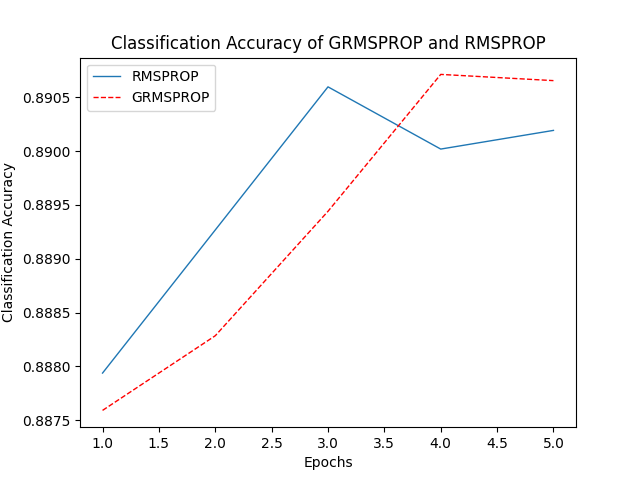 Classification Accuracy of GRMSPROP and RMSPROP
RMSPROP
GRMSPROP
0.8905
0.8900
0.8895
0.8890
0.8885
0.8880
0.8875
Classification Accuracy
1.0 1.5 2.0 2.5 3.0 3.5 4.0 4.5 5.0
Epochs